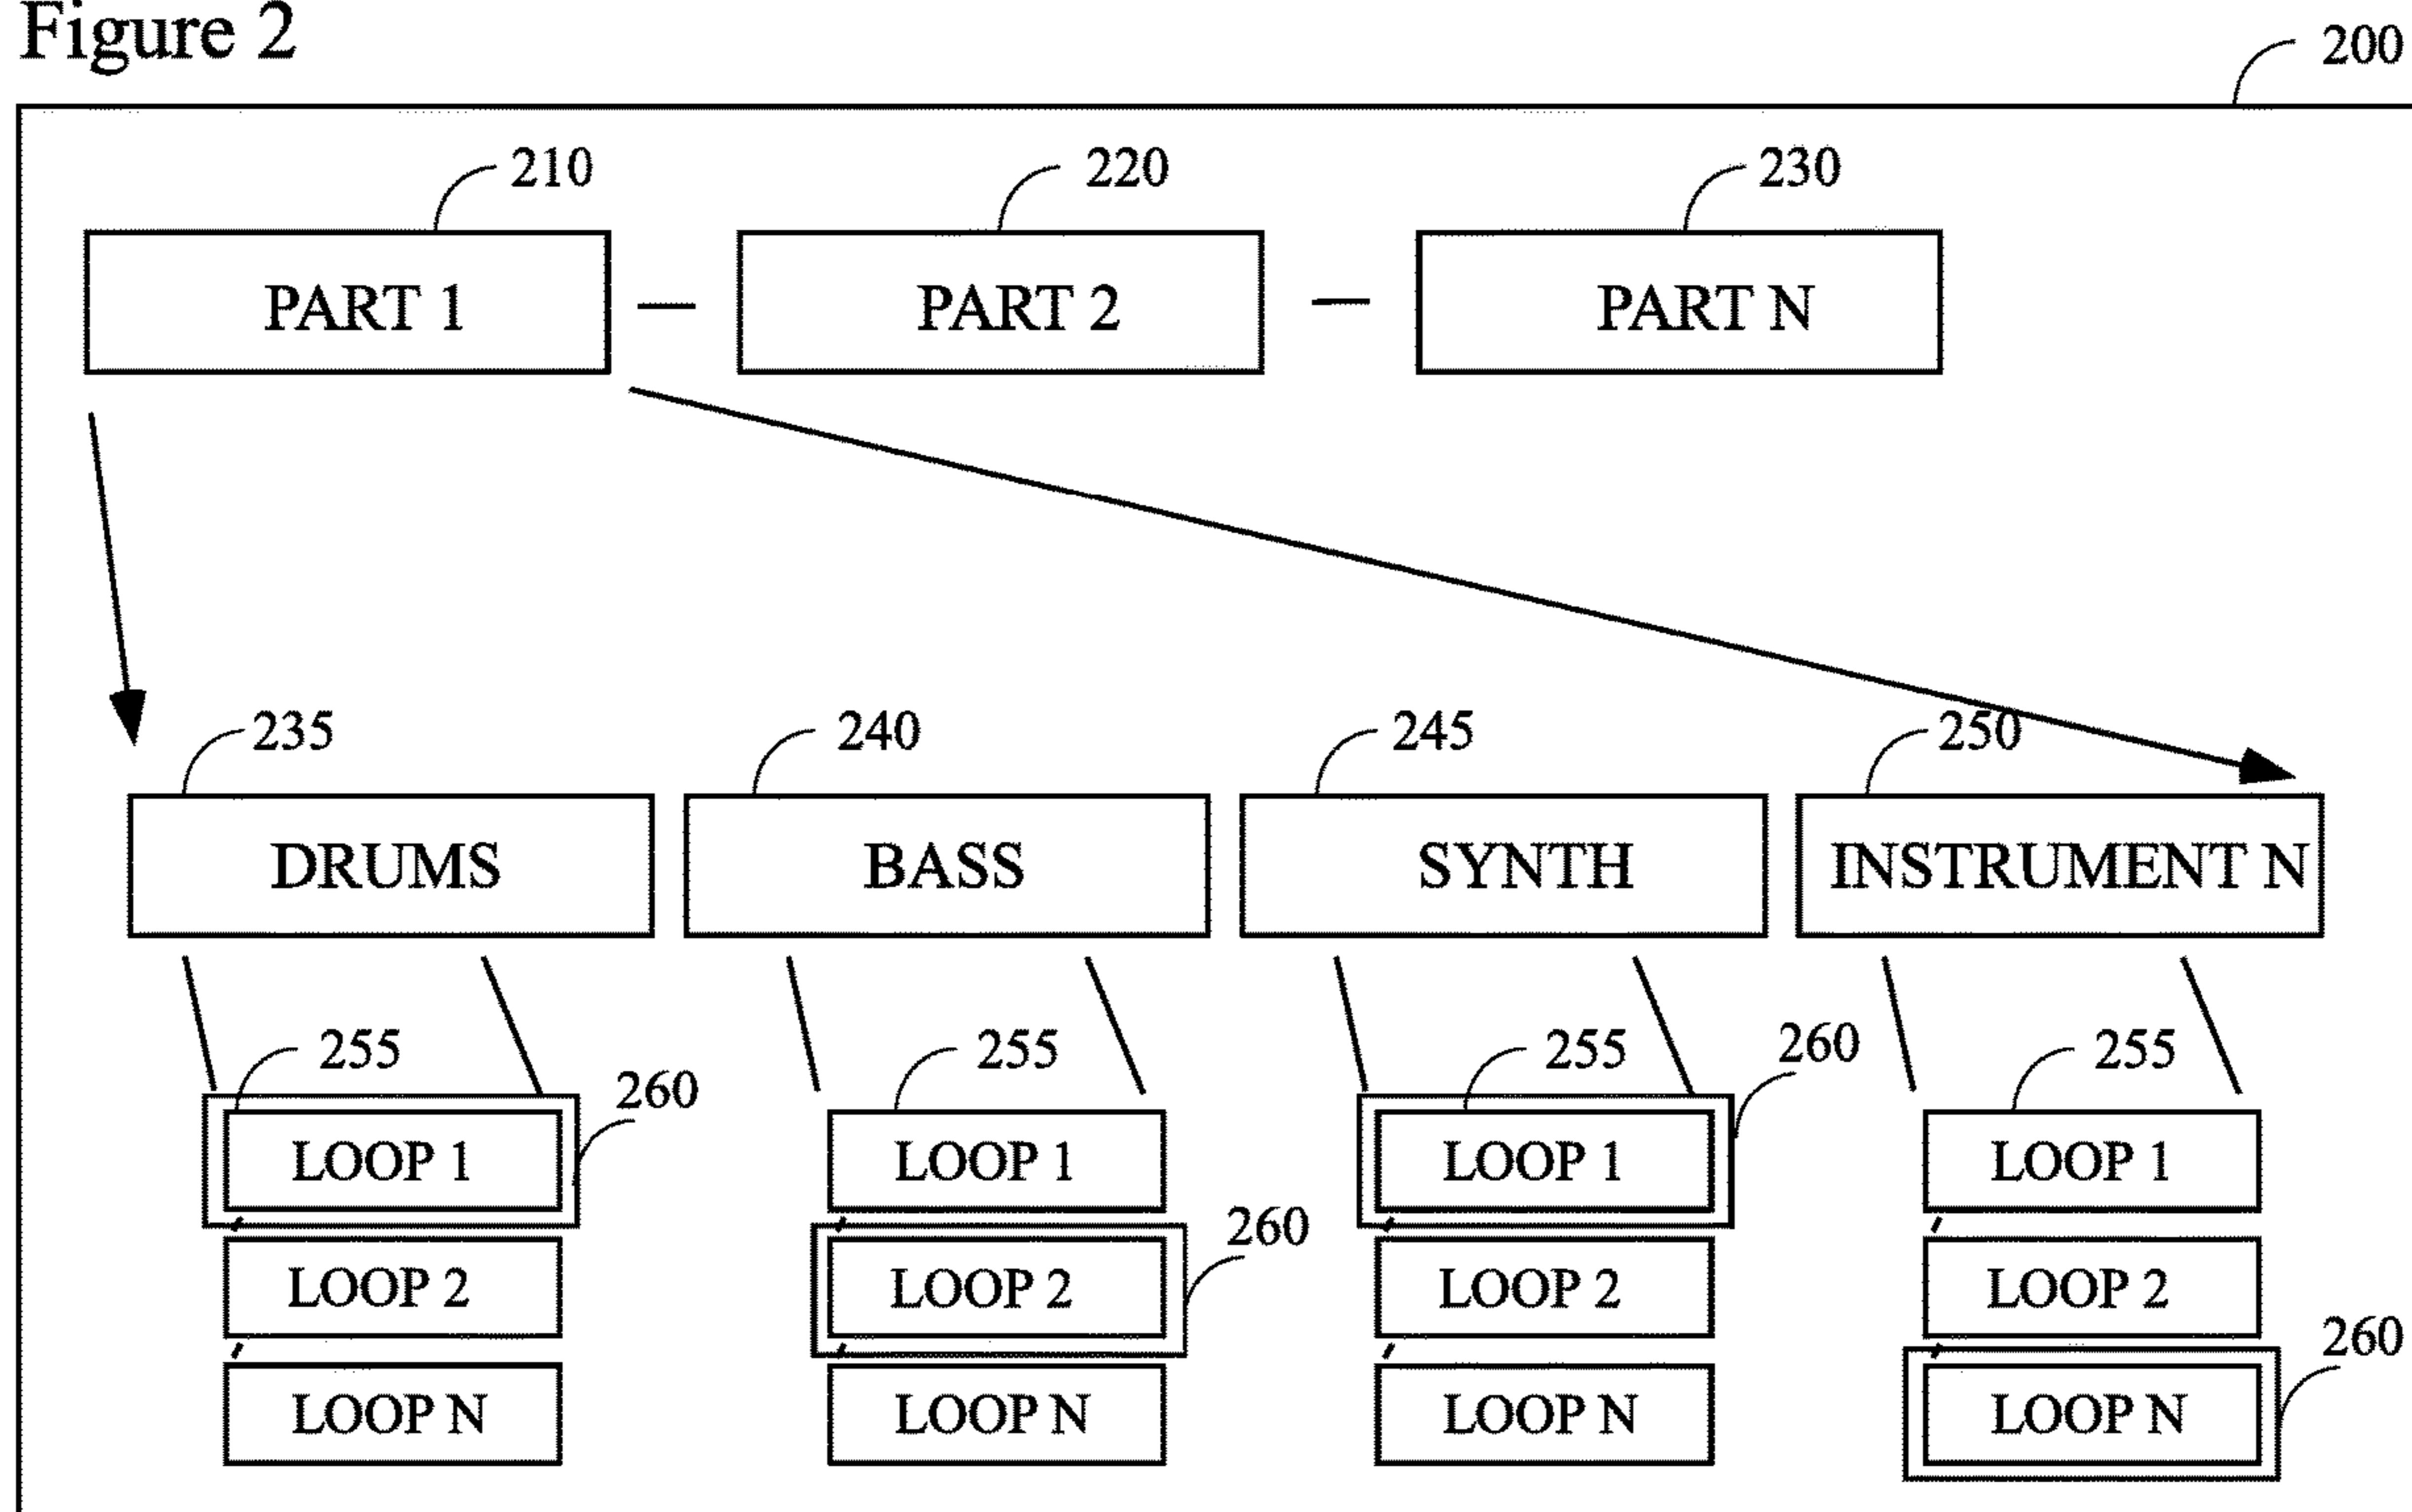 Figure 2
200
210 220 230
PART 1 PART 2 PART N
235 240 245 250
DRUMS BASS SYNTH INSTRUMENT N
255 260 255 255 260 255
LOOP 1 LOOP 1 LOOP 1 LOOP 1
260
LOOP 2 LOOP 2 LOOP 2 LOOP 2
260
LOOP N LOOP N LOOP N LOOP N